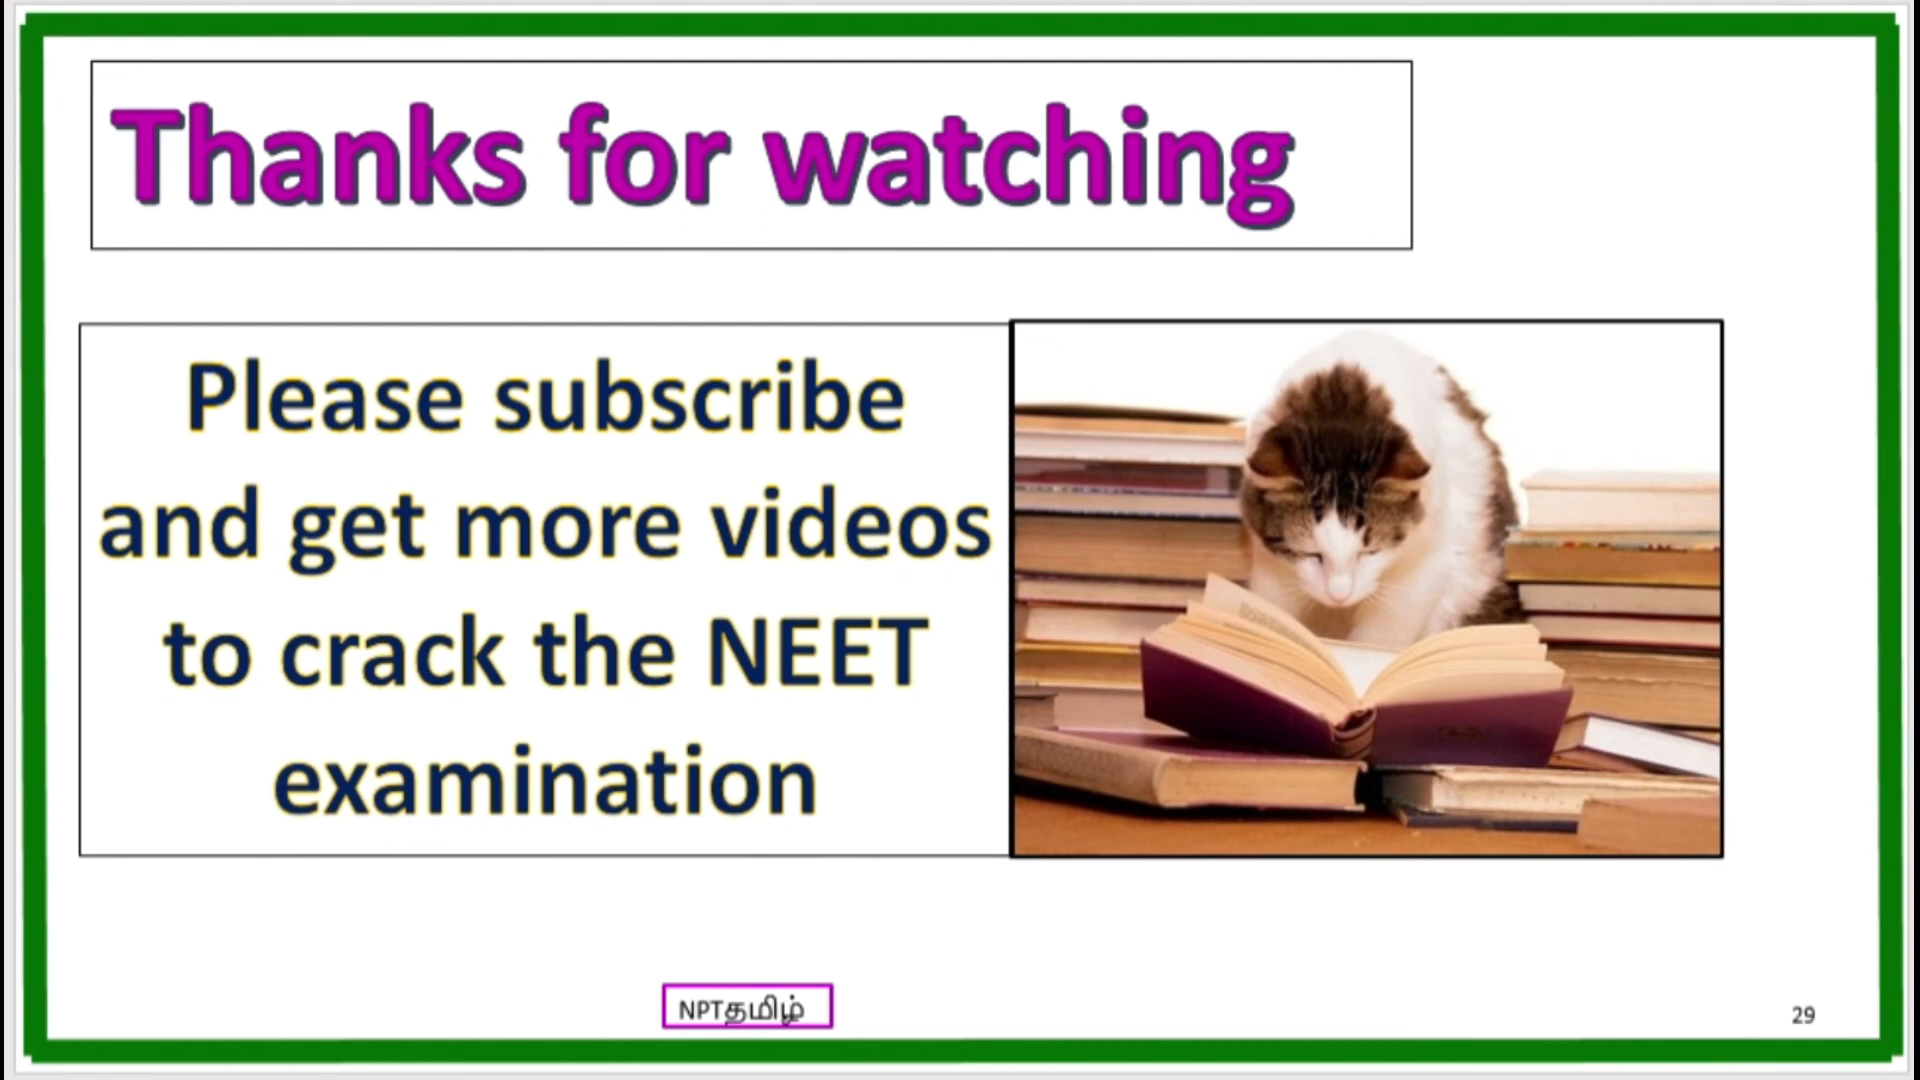 Thanks for watching
Please subscribe
and get more videos
to crack the NEET
examination
NPTதமிழ்
29